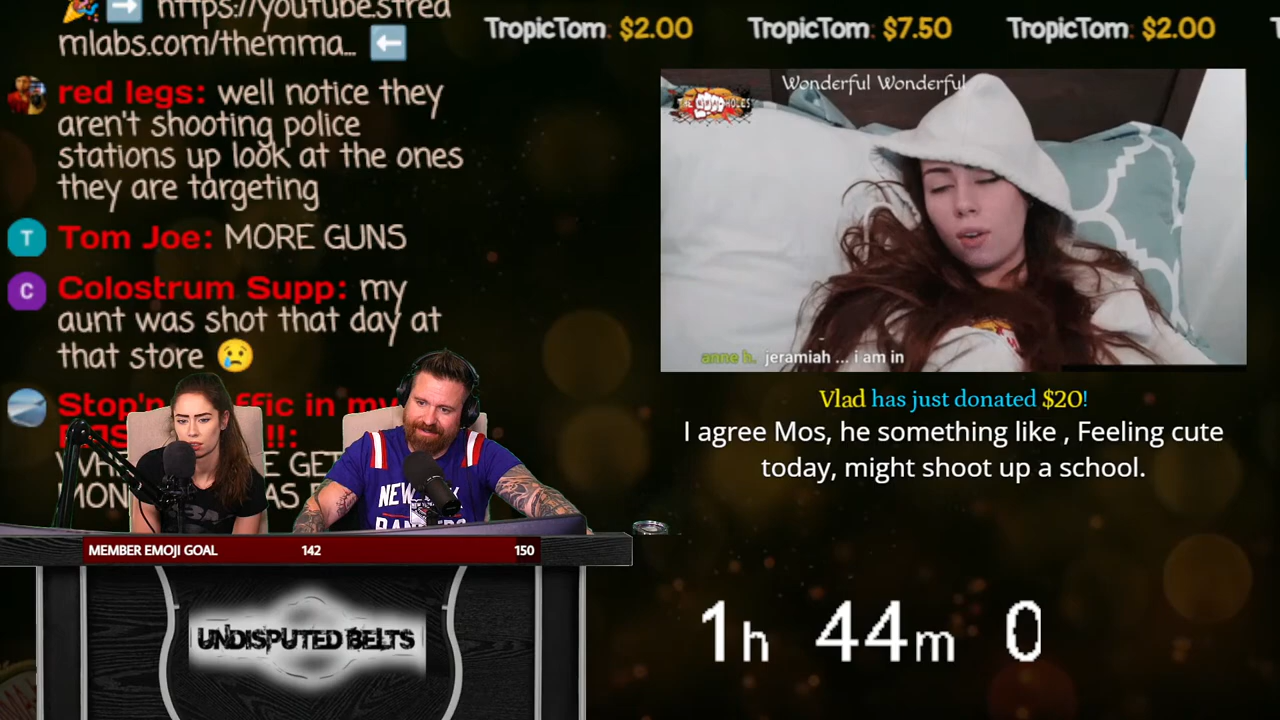 https://youtube.strea
mlabs.com/themma...
red legs: well notice they
aren't shooting police
stations up look at the ones
they are targeting
T Tom Joe: MORE GUNS
C Colostrum Supp: my
aunt was shot that day at
that store
in my
MEMBER EMOJI GOAL 142 150
UNDISPUTED BELTS
TropicTom: $2.00 TropicTom: $7.50 TropicTom: $2.00
Wonderful Wonderful
anne h. jeramiah ... i am in
Vlad has just donated $20!
I agree Mos, he something like , Feeling cute
today, might shoot up a school.
1h 44m 0